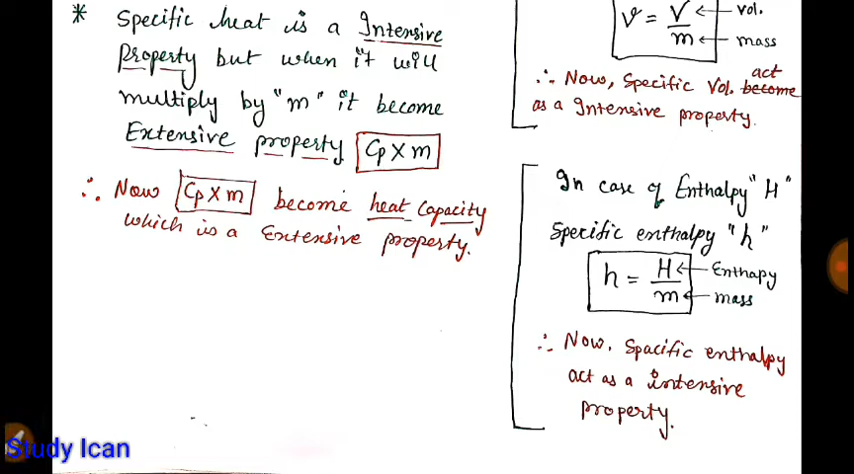 * Specific heat is a Intensive
Property but when it will
multiply by "m" it become
Extensive property Cp X m
∴ Now Cp X m become heat capacity
which is a Extensive property.
v = V/m ← vol.
← mass
∴ Now, Specific Vol. become act
as a Intensive property.
In case of Enthalpy "H"
Specific enthalpy "h"
h = H/m ← Enthapy
← mass
∴ Now. Spacific enthalpy
act as a intensive
property.
Study Ican